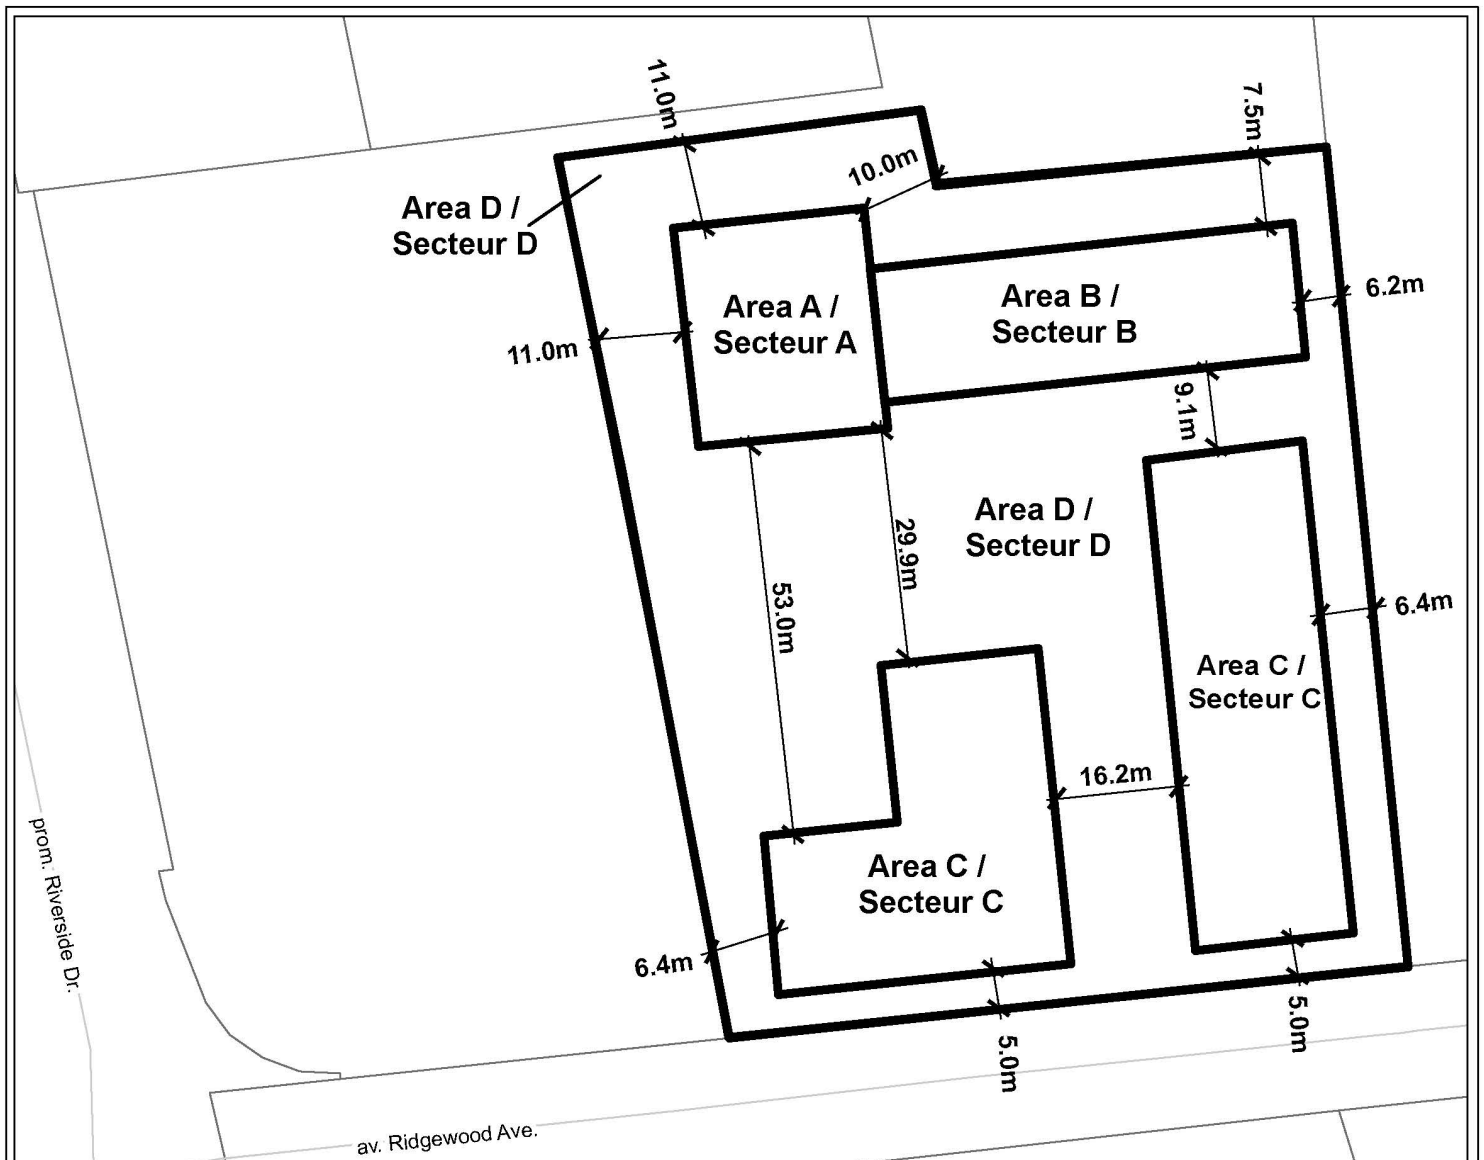 11.0m
7.5m
10.0m
Area D /
Secteur D
Area A /
Secteur A
Area B /
Secteur B
6.2m
11.0m
9.1m
Area D /
Secteur D
29.9m
53.0m
6.4m
Area C /
Secteur C
16.2m
Area C /
Secteur C
6.4m
5.0m
5.0m
prom. Riverside Dr.
av. Ridgewood Ave.